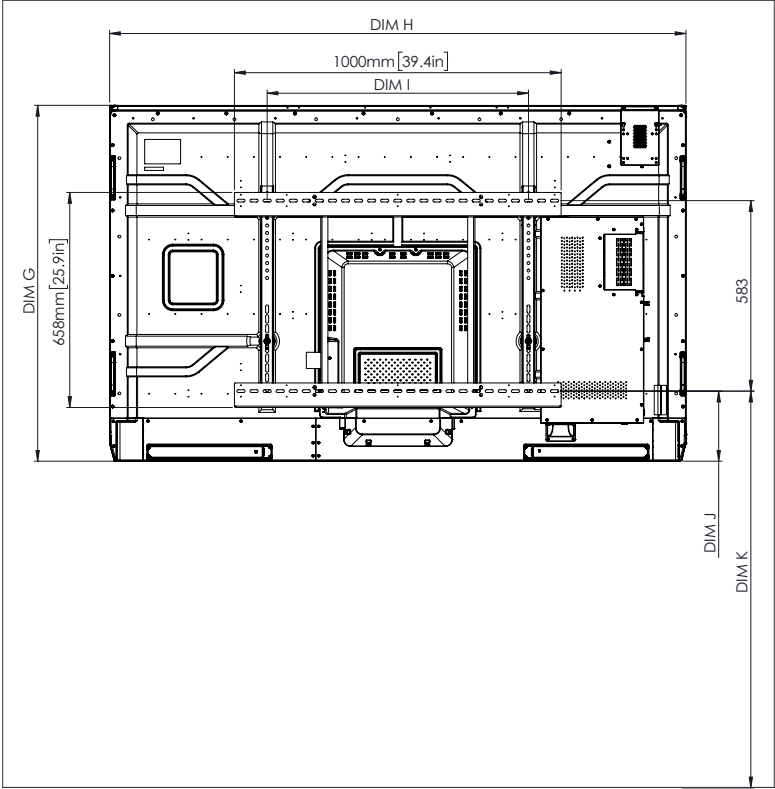 DIM H
1000mm[39.4in]
DIM I
DIM G
658mm[25.9in]
583
DIM J
DIM K